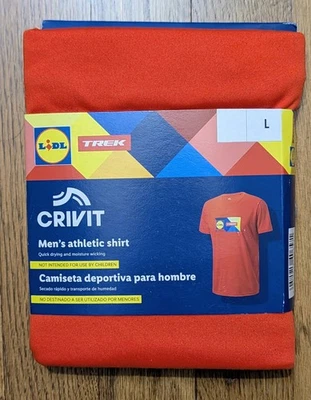 LIDL
TREK
L
CRIVIT
Men's athletic shirt
Quick drying and moisture wicking
NOT INTENDED FOR USE BY CHILDREN
Camiseta deportiva para hombre
Secado rápido y transporte de humedad
NO DESTINADO A SER UTILIZADO POR MENORES